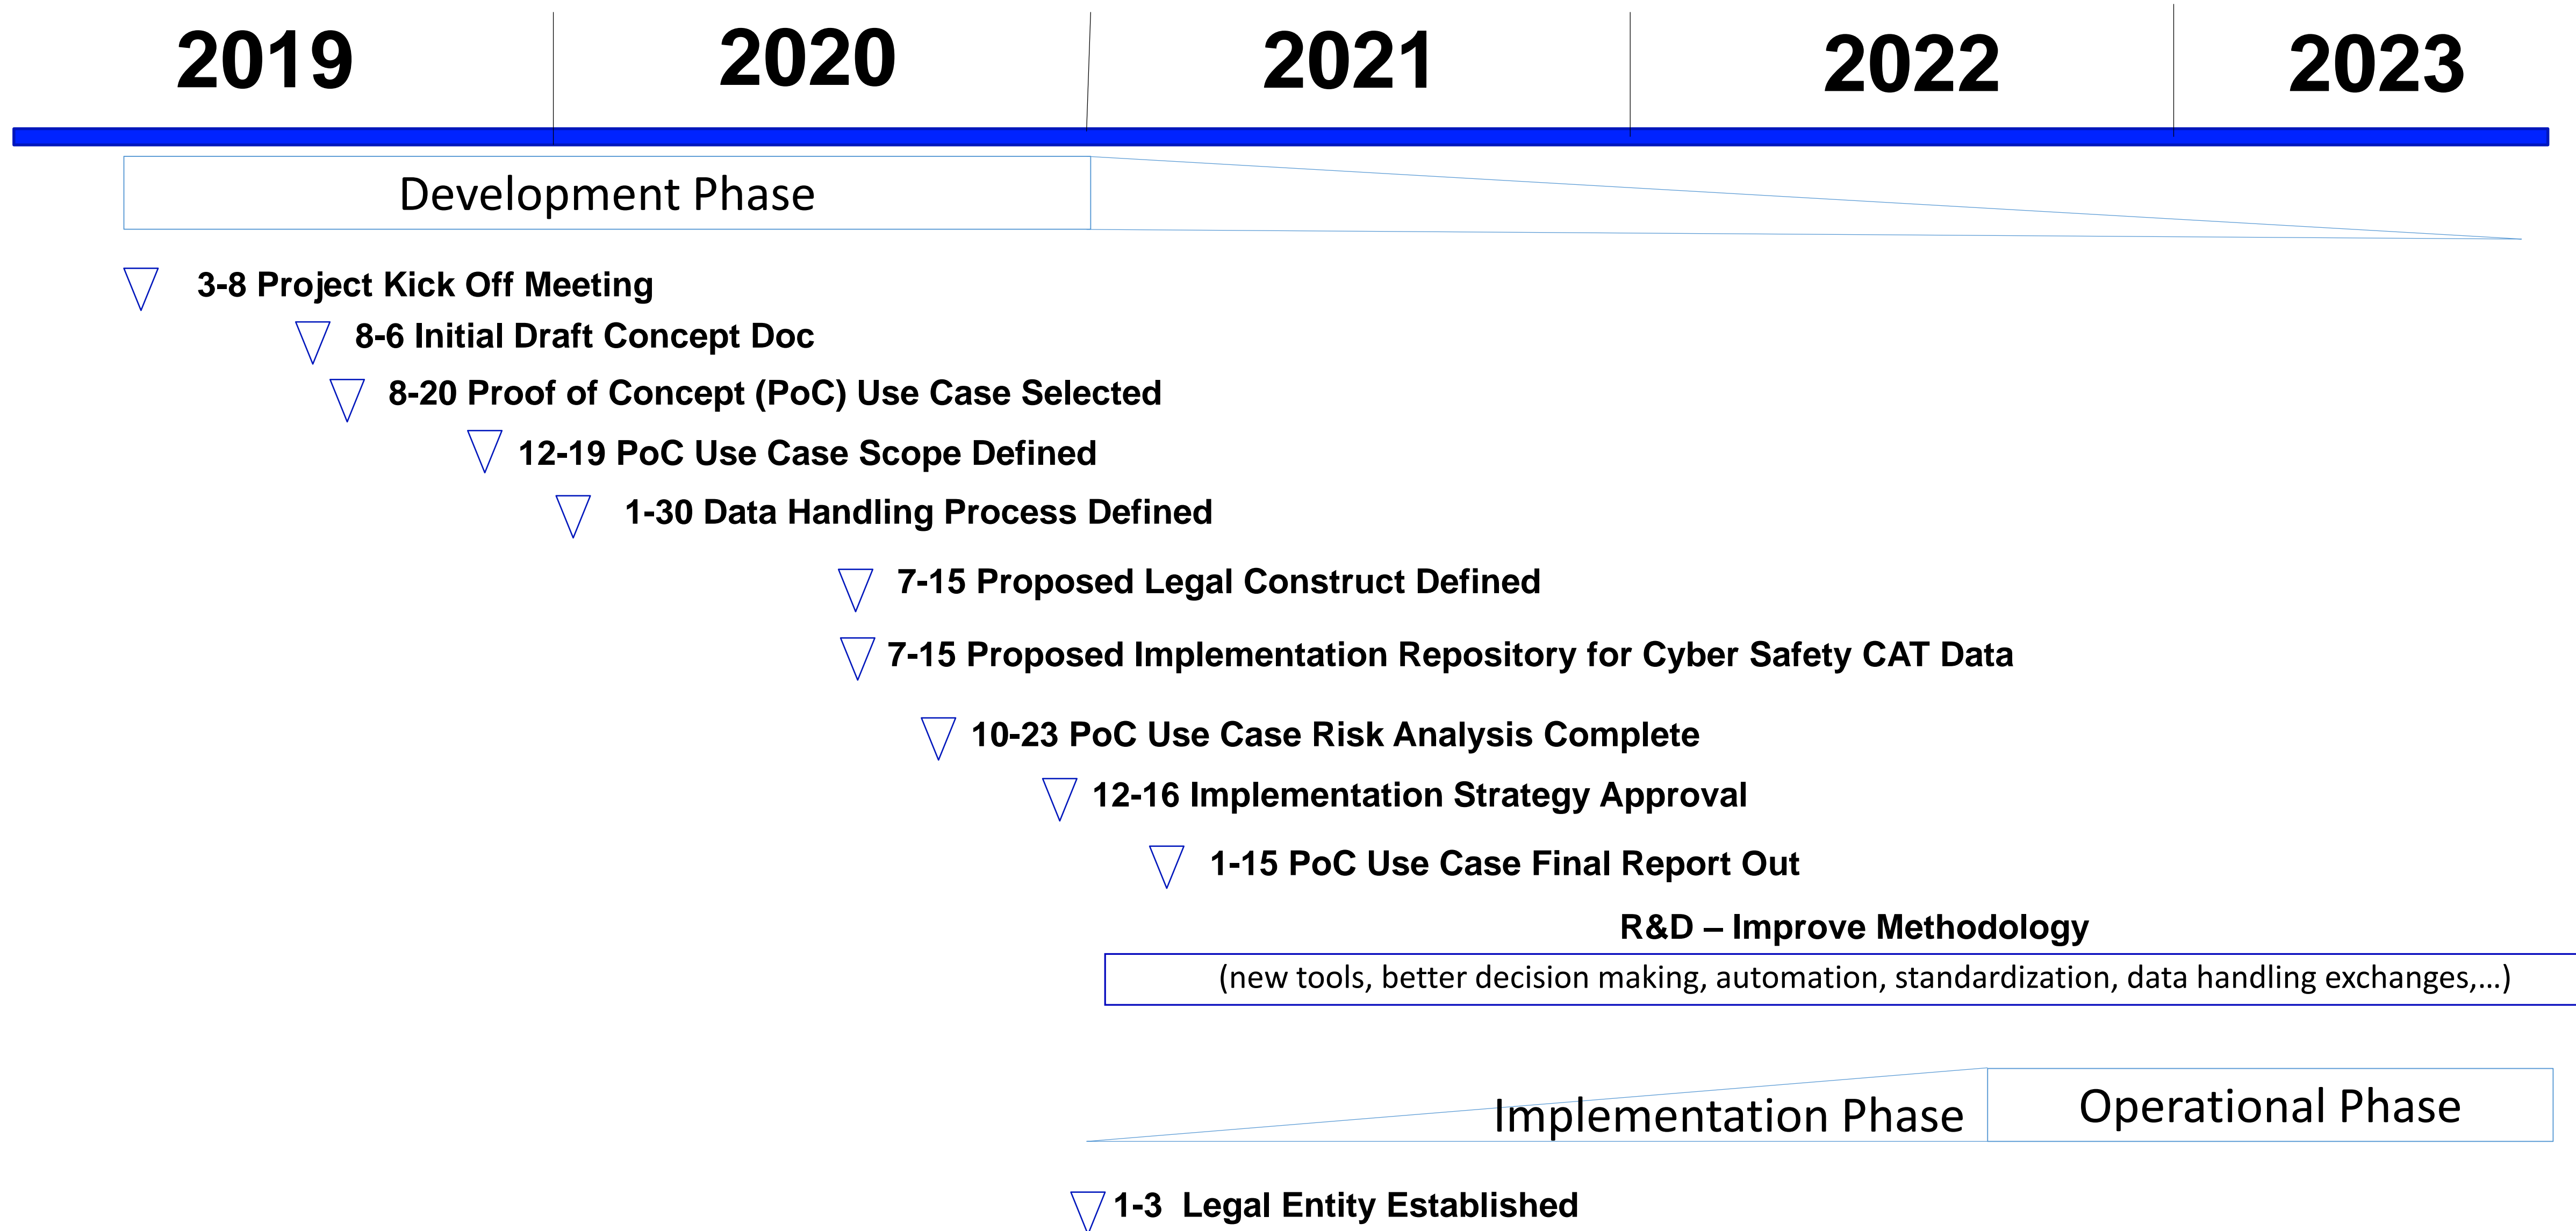 2019 2020 2021 2022 2023
Development Phase
3-8 Project Kick Off Meeting
8-6 Initial Draft Concept Doc
8-20 Proof of Concept (PoC) Use Case Selected
12-19 PoC Use Case Scope Defined
1-30 Data Handling Process Defined
7-15 Proposed Legal Construct Defined
7-15 Proposed Implementation Repository for Cyber Safety CAT Data
10-23 PoC Use Case Risk Analysis Complete
12-16 Implementation Strategy Approval
1-15 PoC Use Case Final Report Out
R&D – Improve Methodology
(new tools, better decision making, automation, standardization, data handling exchanges,...)
Implementation Phase
Operational Phase
1-3 Legal Entity Established